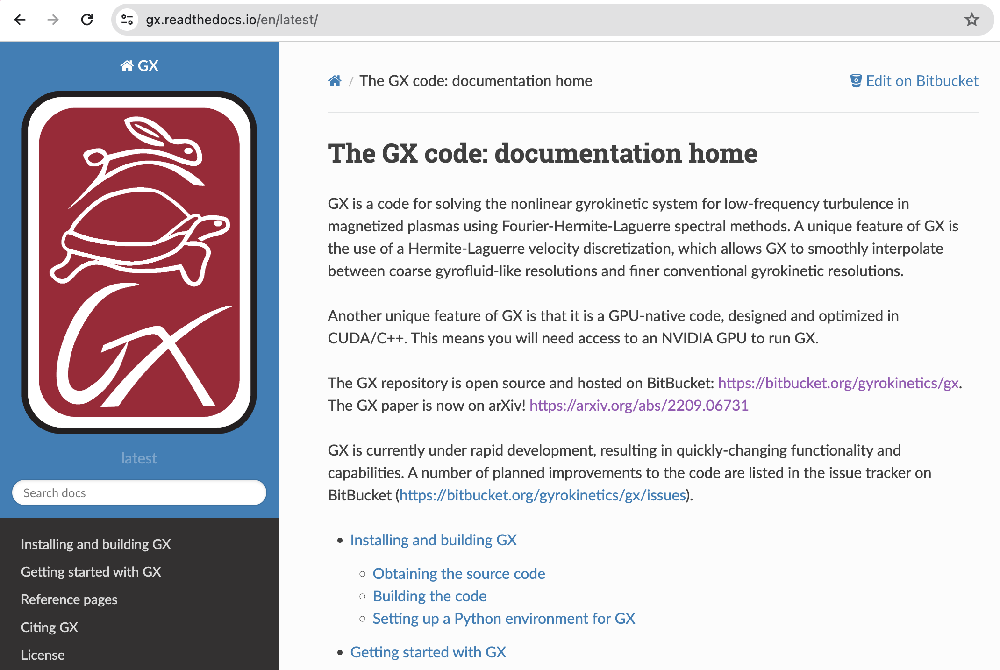 gx.readthedocs.io/en/latest/
GX
GX
latest
Search docs
Installing and building GX
Getting started with GX
Reference pages
Citing GX
License
/ The GX code: documentation home
Edit on Bitbucket
The GX code: documentation home
GX is a code for solving the nonlinear gyrokinetic system for low-frequency turbulence in
magnetized plasmas using Fourier-Hermite-Laguerre spectral methods. A unique feature of GX is
the use of a Hermite-Laguerre velocity discretization, which allows GX to smoothly interpolate
between coarse gyrofluid-like resolutions and finer conventional gyrokinetic resolutions.
Another unique feature of GX is that it is a GPU-native code, designed and optimized in
CUDA/C++. This means you will need access to an NVIDIA GPU to run GX.
The GX repository is open source and hosted on BitBucket: https://bitbucket.org/gyrokinetics/gx.
The GX paper is now on arXiv! https://arxiv.org/abs/2209.06731
GX is currently under rapid development, resulting in quickly-changing functionality and
capabilities. A number of planned improvements to the code are listed in the issue tracker on
BitBucket (https://bitbucket.org/gyrokinetics/gx/issues).
• Installing and building GX
◦ Obtaining the source code
◦ Building the code
◦ Setting up a Python environment for GX
• Getting started with GX